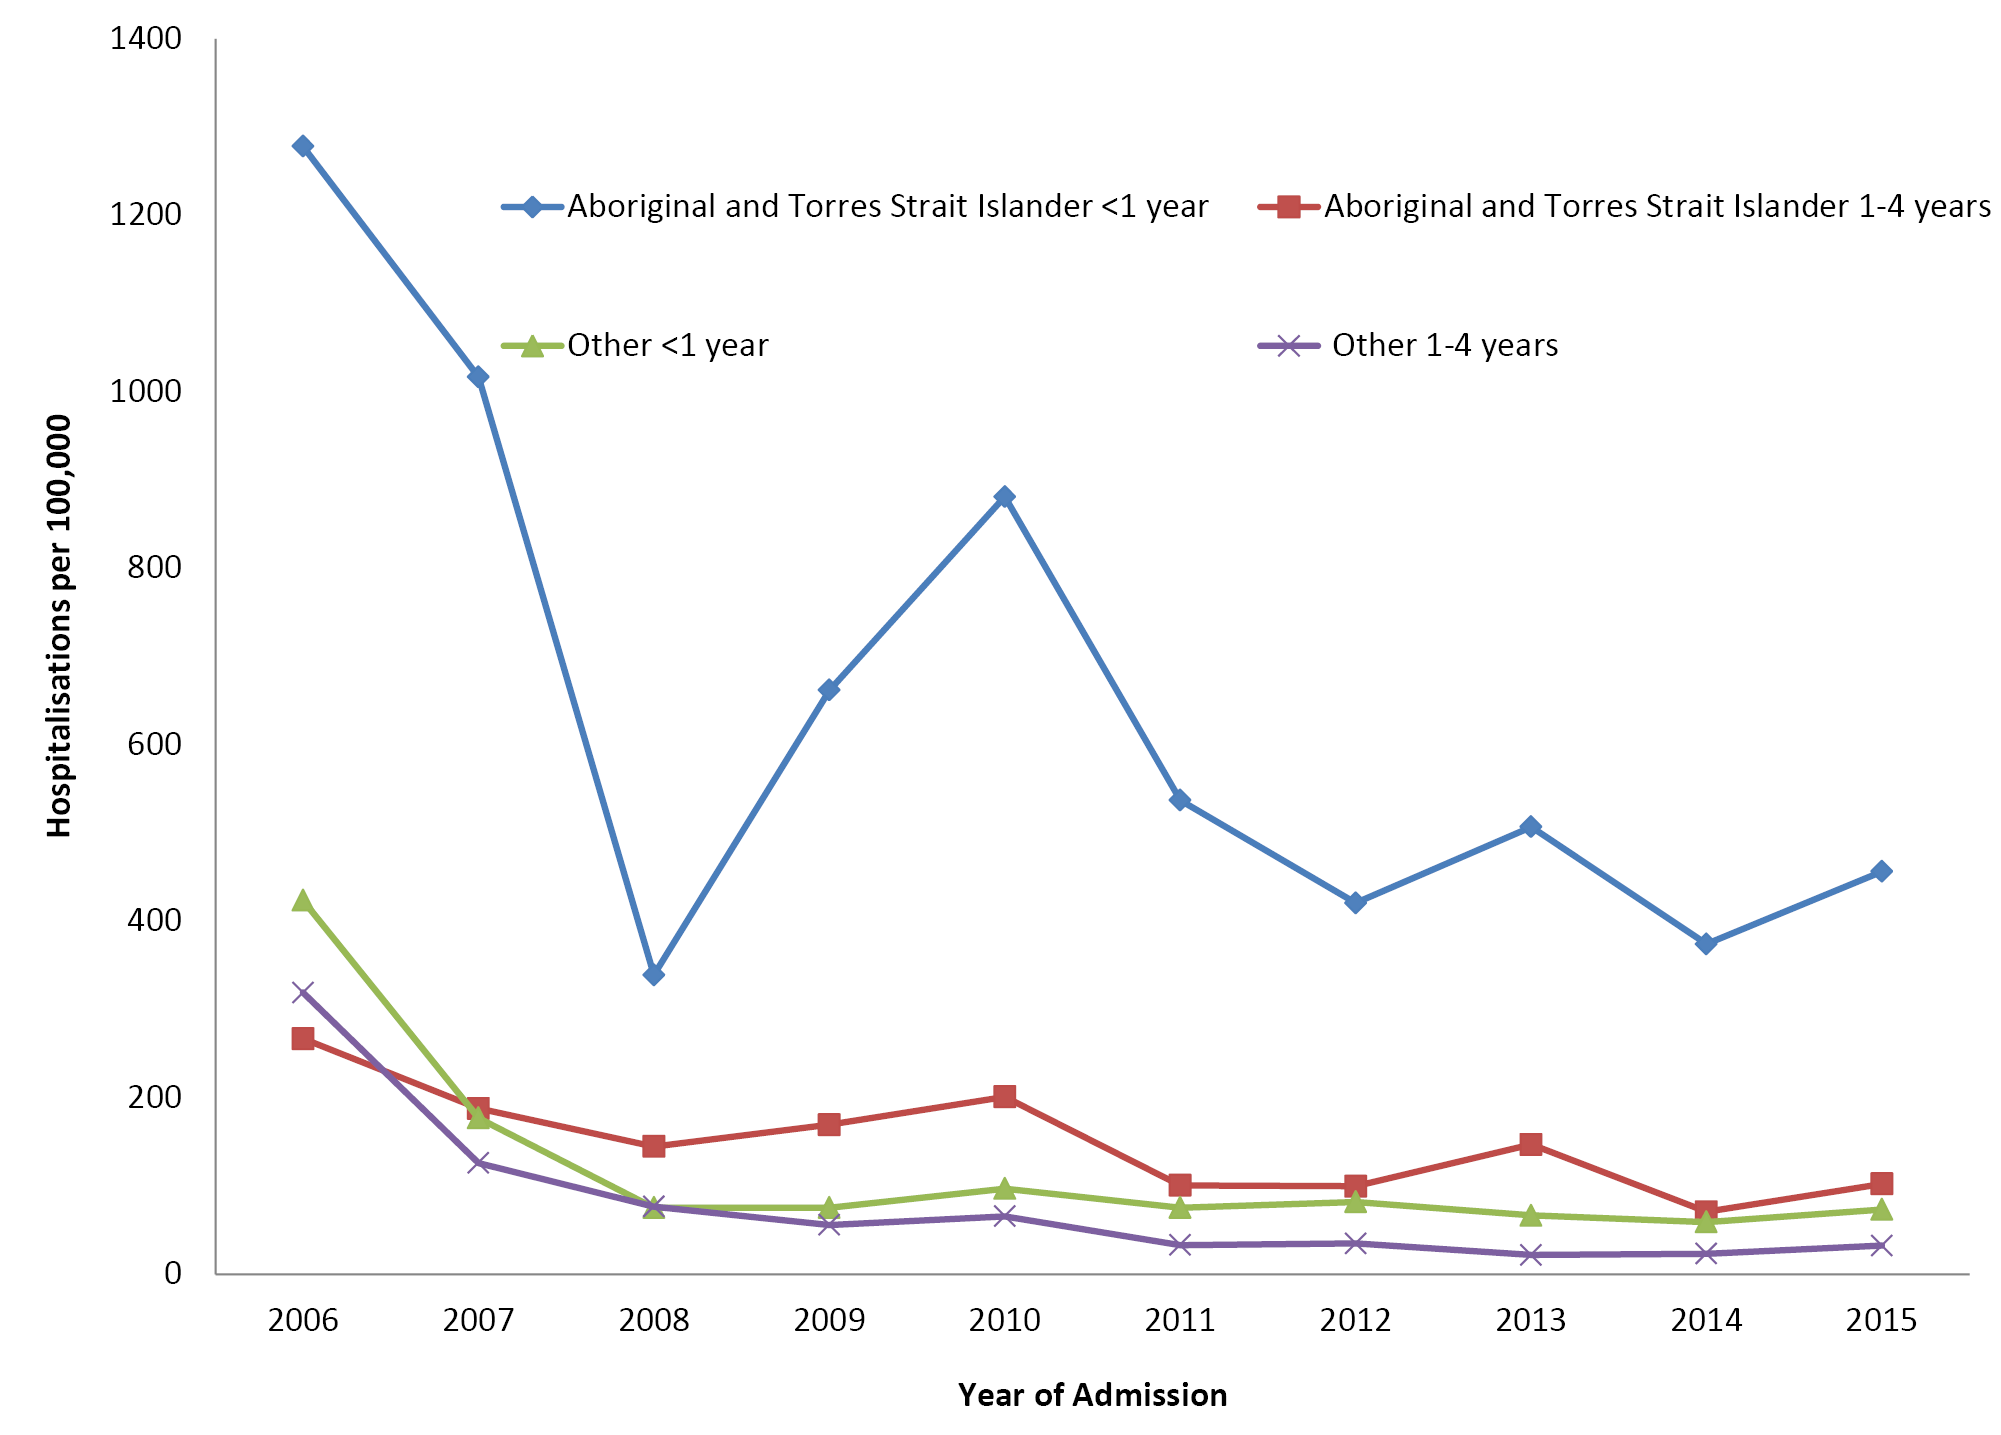 1400
1200
1000
800
600
400
200
0
Hospitalisations per 100,000
Aboriginal and Torres Strait Islander <1 year
Aboriginal and Torres Strait Islander 1-4 years
Other <1 year
Other 1-4 years
2006 2007 2008 2009 2010 2011 2012 2013 2014 2015
Year of Admission